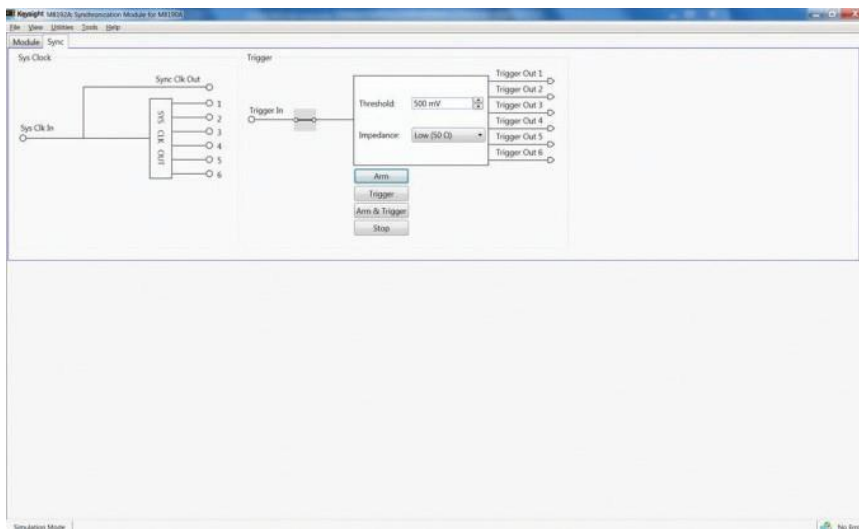 Keysight M8192A: Synchronization Module for M8190A
File View Utilities Tools Help
Module Sync
Sys Clock
Sync Clk Out
Sys Clk In
SYS CLK OUT
1
2
3
4
5
6
Trigger
Trigger In
Threshold: 500 mV
Impedance: Low (50 Ω)
Trigger Out 1
Trigger Out 2
Trigger Out 3
Trigger Out 4
Trigger Out 5
Trigger Out 6
Arm
Trigger
Arm & Trigger
Stop
Simulation Mode
No